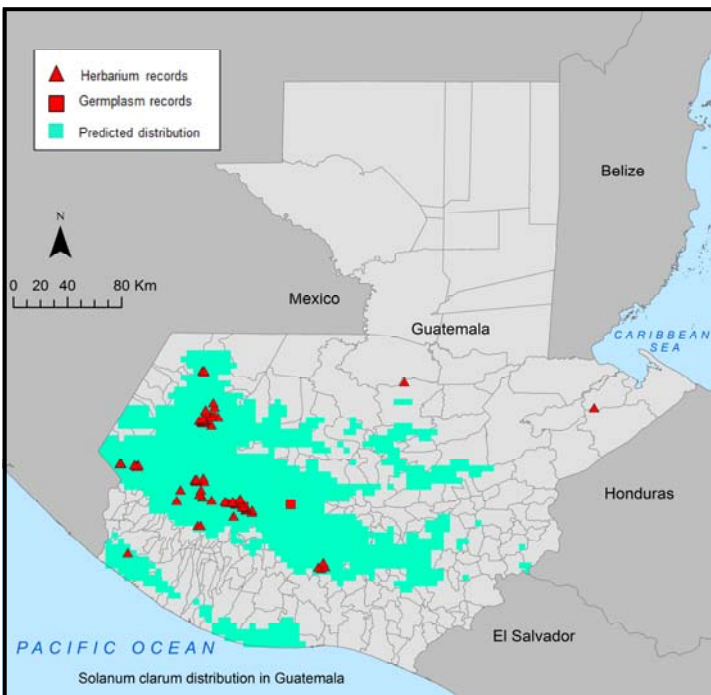 Herbarium records
Germplasm records
Predicted distribution
N
0 20 40 80 Km
Belize
Mexico
Guatemala
CARIBBEAN
SEA
Honduras
El Salvador
PACIFIC OCEAN
Solanum clarum distribution in Guatemala